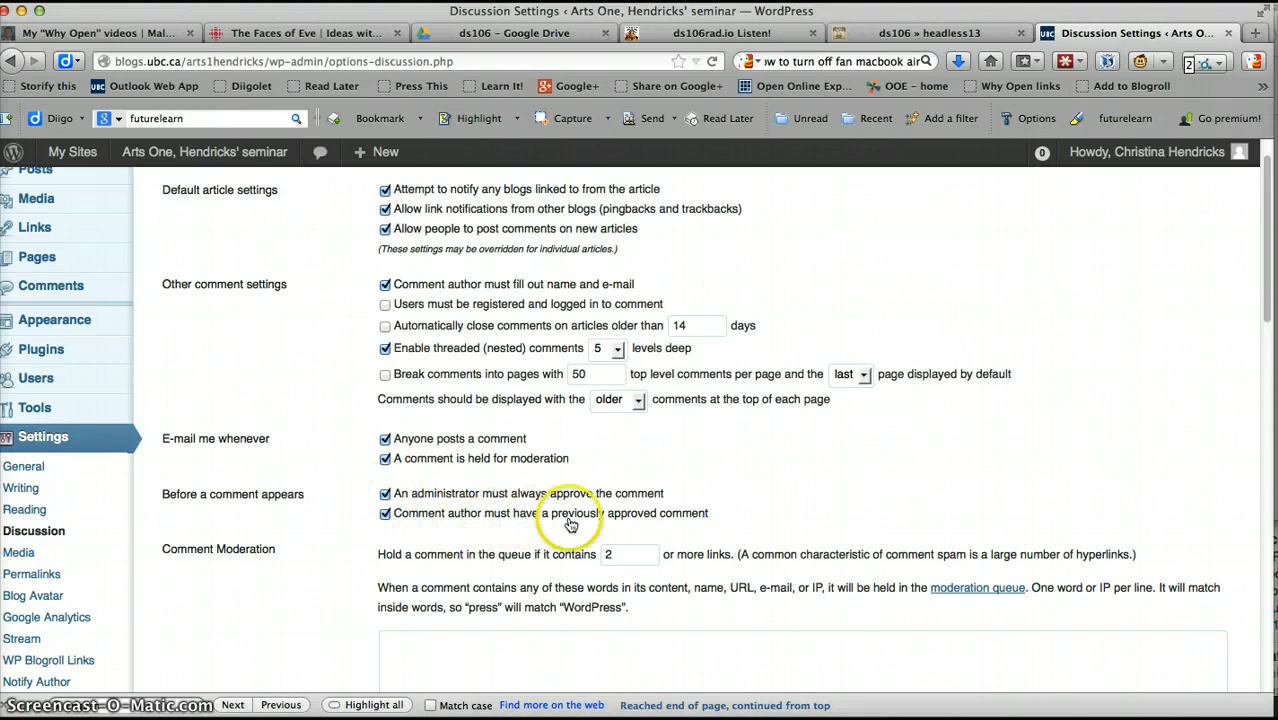 Discussion Settings ‹ Arts One, Hendricks' seminar — WordPress
My "Why Open" videos | Mal... × The Faces of Eve | Ideas wit... × ds106 – Google Drive × ds106rad.io Listen! × ds106 » headless13 × Discussion Settings ‹ Arts O... × +
blogs.ubc.ca/arts1hendricks/wp-admin/options-discussion.php
ow to turn off fan macbook air
2
Storify this UBC Outlook Web App Diigolet Read Later Press This Learn It! Google+ Share on Google+ Open Online Exp... OOE - home Why Open links Add to Blogroll »
Diigo futurelearn Bookmark Highlight Capture Send Read Later Unread Recent Add a filter Options futurelearn Go premium!
My Sites Arts One, Hendricks' seminar + New 0 Howdy, Christina Hendricks
Posts
Media
Links
Pages
Comments
Appearance
Plugins
Users
Tools
Settings
General
Writing
Reading
Discussion
Media
Permalinks
Blog Avatar
Google Analytics
Stream
WP Blogroll Links
Notify Author
Default article settings
Attempt to notify any blogs linked to from the article
Allow link notifications from other blogs (pingbacks and trackbacks)
Allow people to post comments on new articles
(These settings may be overridden for individual articles.)
Other comment settings
Comment author must fill out name and e-mail
Users must be registered and logged in to comment
Automatically close comments on articles older than 14 days
Enable threaded (nested) comments 5 levels deep
Break comments into pages with 50 top level comments per page and the last page displayed by default
Comments should be displayed with the older comments at the top of each page
E-mail me whenever
Anyone posts a comment
A comment is held for moderation
Before a comment appears
An administrator must always approve the comment
Comment author must have a previously approved comment
Comment Moderation
Hold a comment in the queue if it contains 2 or more links. (A common characteristic of comment spam is a large number of hyperlinks.)
When a comment contains any of these words in its content, name, URL, e-mail, or IP, it will be held in the moderation queue. One word or IP per line. It will match
inside words, so "press" will match "WordPress".
Screencast-O-Matic.com Next Previous Highlight all Match case Find more on the web Reached end of page, continued from top